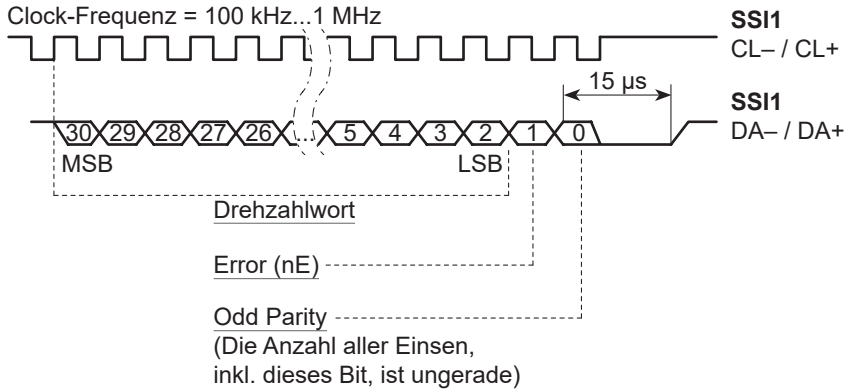 Clock-Frequenz = 100 kHz...1 MHz
SSI1
CL– / CL+
15 µs
SSI1
DA– / DA+
30 29 28 27 26 ... 5 4 3 2 1 0
MSB LSB
Drehzahlwort
Error (nE)
Odd Parity
(Die Anzahl aller Einsen,
inkl. dieses Bit, ist ungerade)